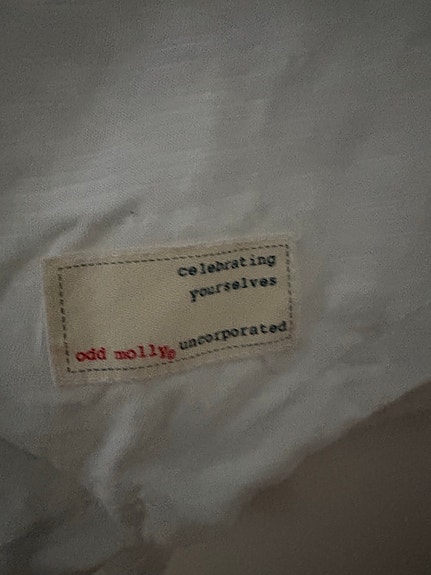 celebrating
yourselves
odd molly® uncorporated